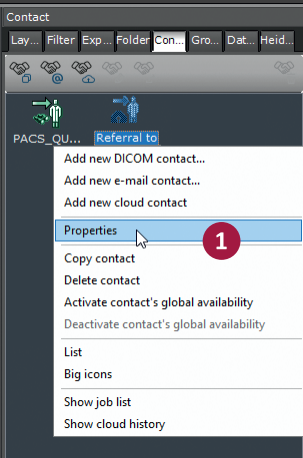 Contact
Lay... Filter Exp... Folder Con... Gro... Dat... Heid...
PACS_QU... Referral to
Add new DICOM contact...
Add new e-mail contact...
Add new cloud contact
Properties
1
Copy contact
Delete contact
Activate contact's global availability
Deactivate contact's global availability
List
Big icons
Show job list
Show cloud history